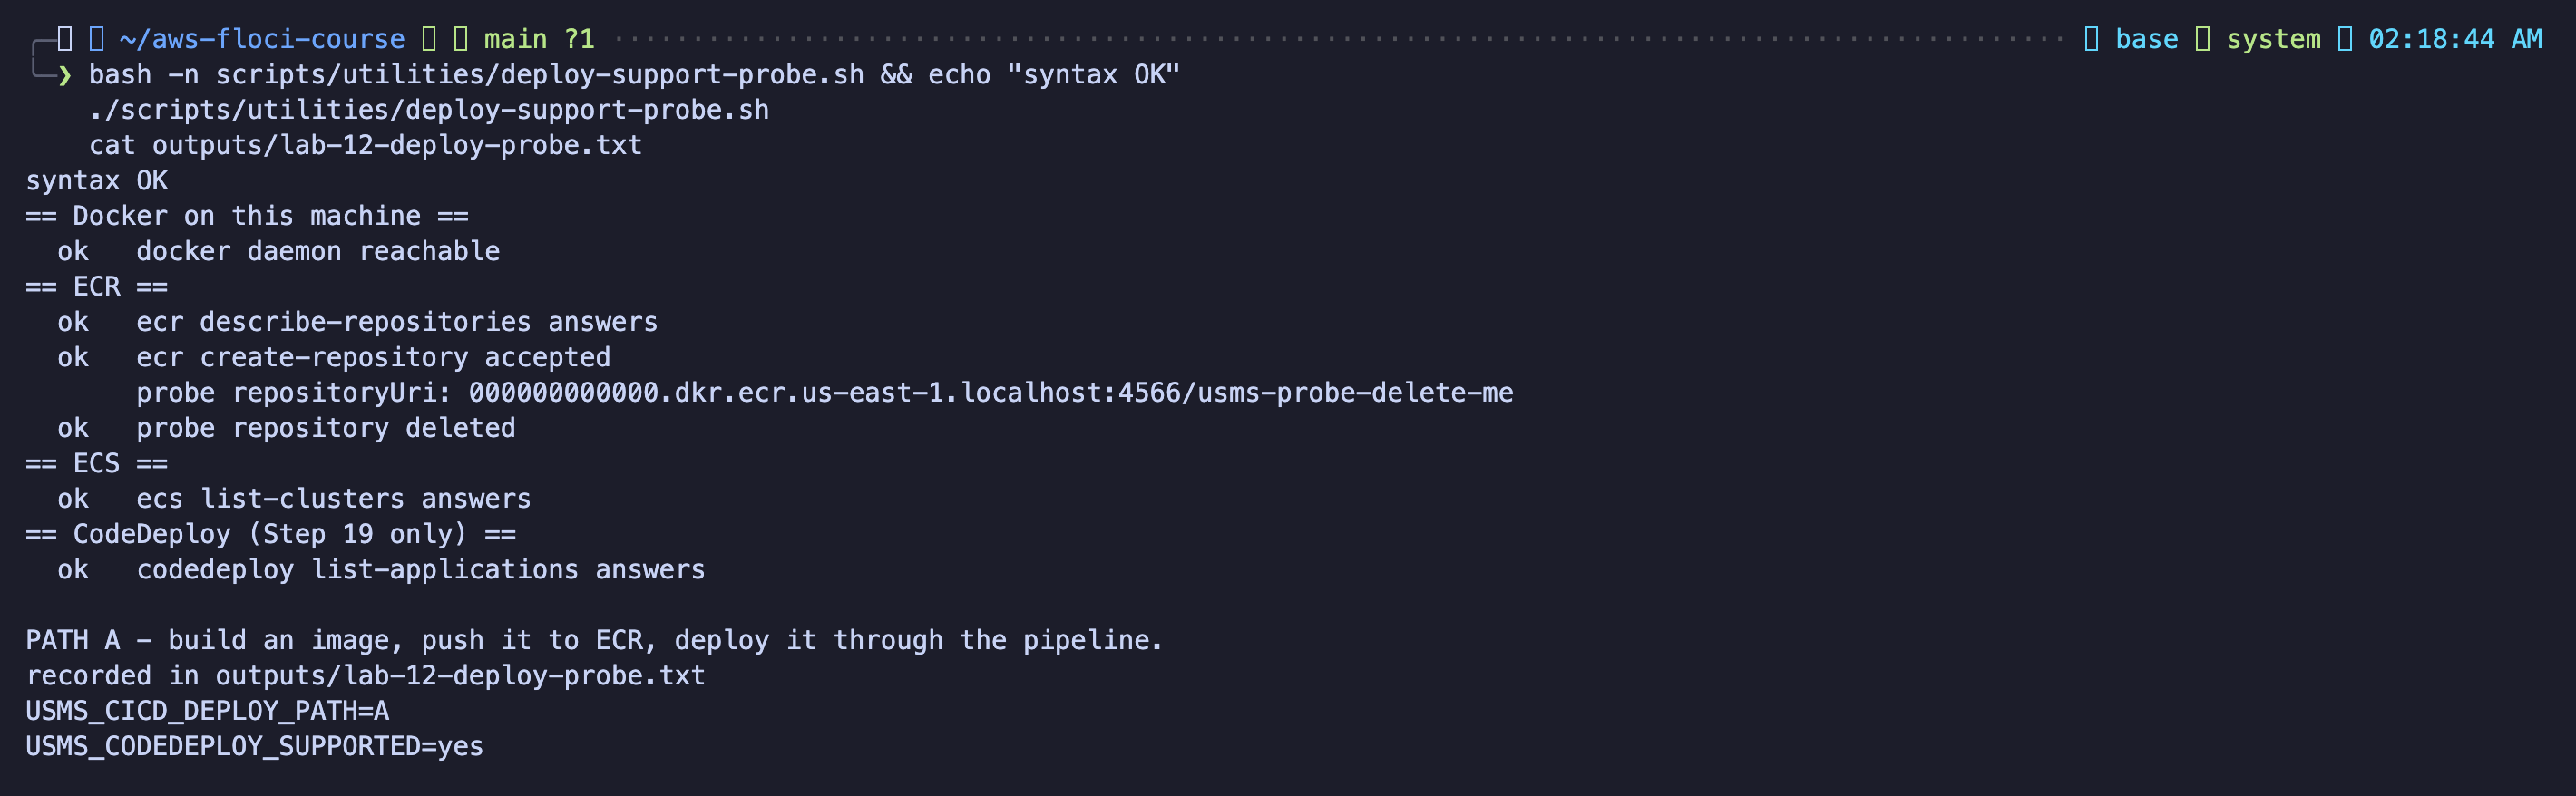 ~/aws-floci-course main ?1 base system 02:18:44 AM
❯ bash -n scripts/utilities/deploy-support-probe.sh && echo "syntax OK"
./scripts/utilities/deploy-support-probe.sh
cat outputs/lab-12-deploy-probe.txt
syntax OK
== Docker on this machine ==
ok docker daemon reachable
== ECR ==
ok ecr describe-repositories answers
ok ecr create-repository accepted
probe repositoryUri: 000000000000.dkr.ecr.us-east-1.localhost:4566/usms-probe-delete-me
ok probe repository deleted
== ECS ==
ok ecs list-clusters answers
== CodeDeploy (Step 19 only) ==
ok codedeploy list-applications answers
PATH A - build an image, push it to ECR, deploy it through the pipeline.
recorded in outputs/lab-12-deploy-probe.txt
USMS_CICD_DEPLOY_PATH=A
USMS_CODEDEPLOY_SUPPORTED=yes